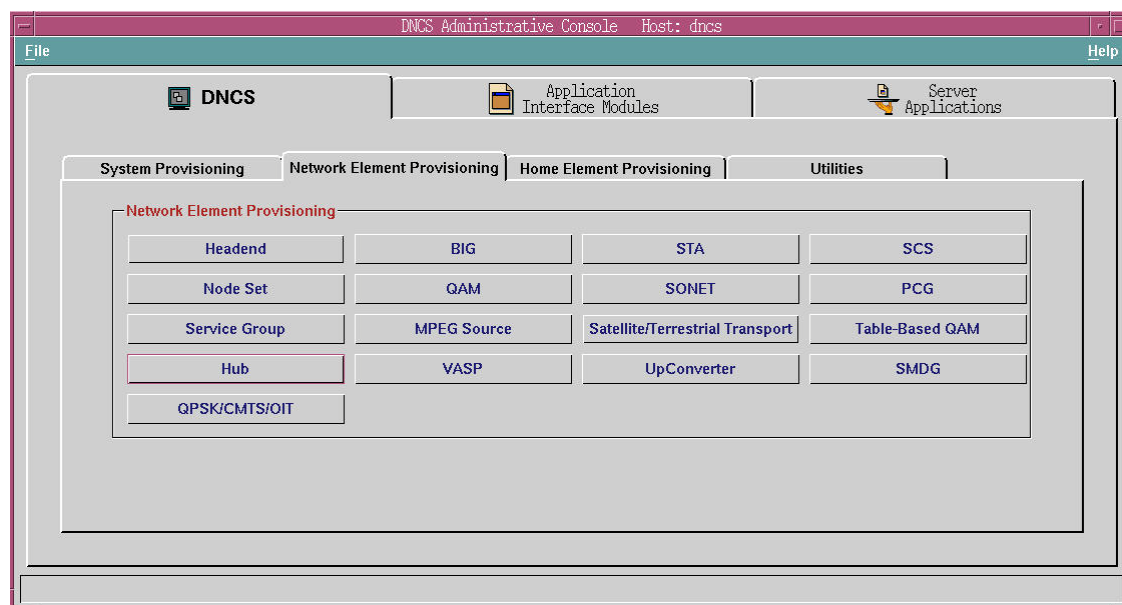 DNCS Administrative Console Host: dncs
File Help
DNCS
Application
Interface Modules
Server
Applications
System Provisioning
Network Element Provisioning
Home Element Provisioning
Utilities
Network Element Provisioning
Headend BIG STA SCS
Node Set QAM SONET PCG
Service Group MPEG Source Satellite/Terrestrial Transport Table-Based QAM
Hub VASP UpConverter SMDG
QPSK/CMTS/OIT